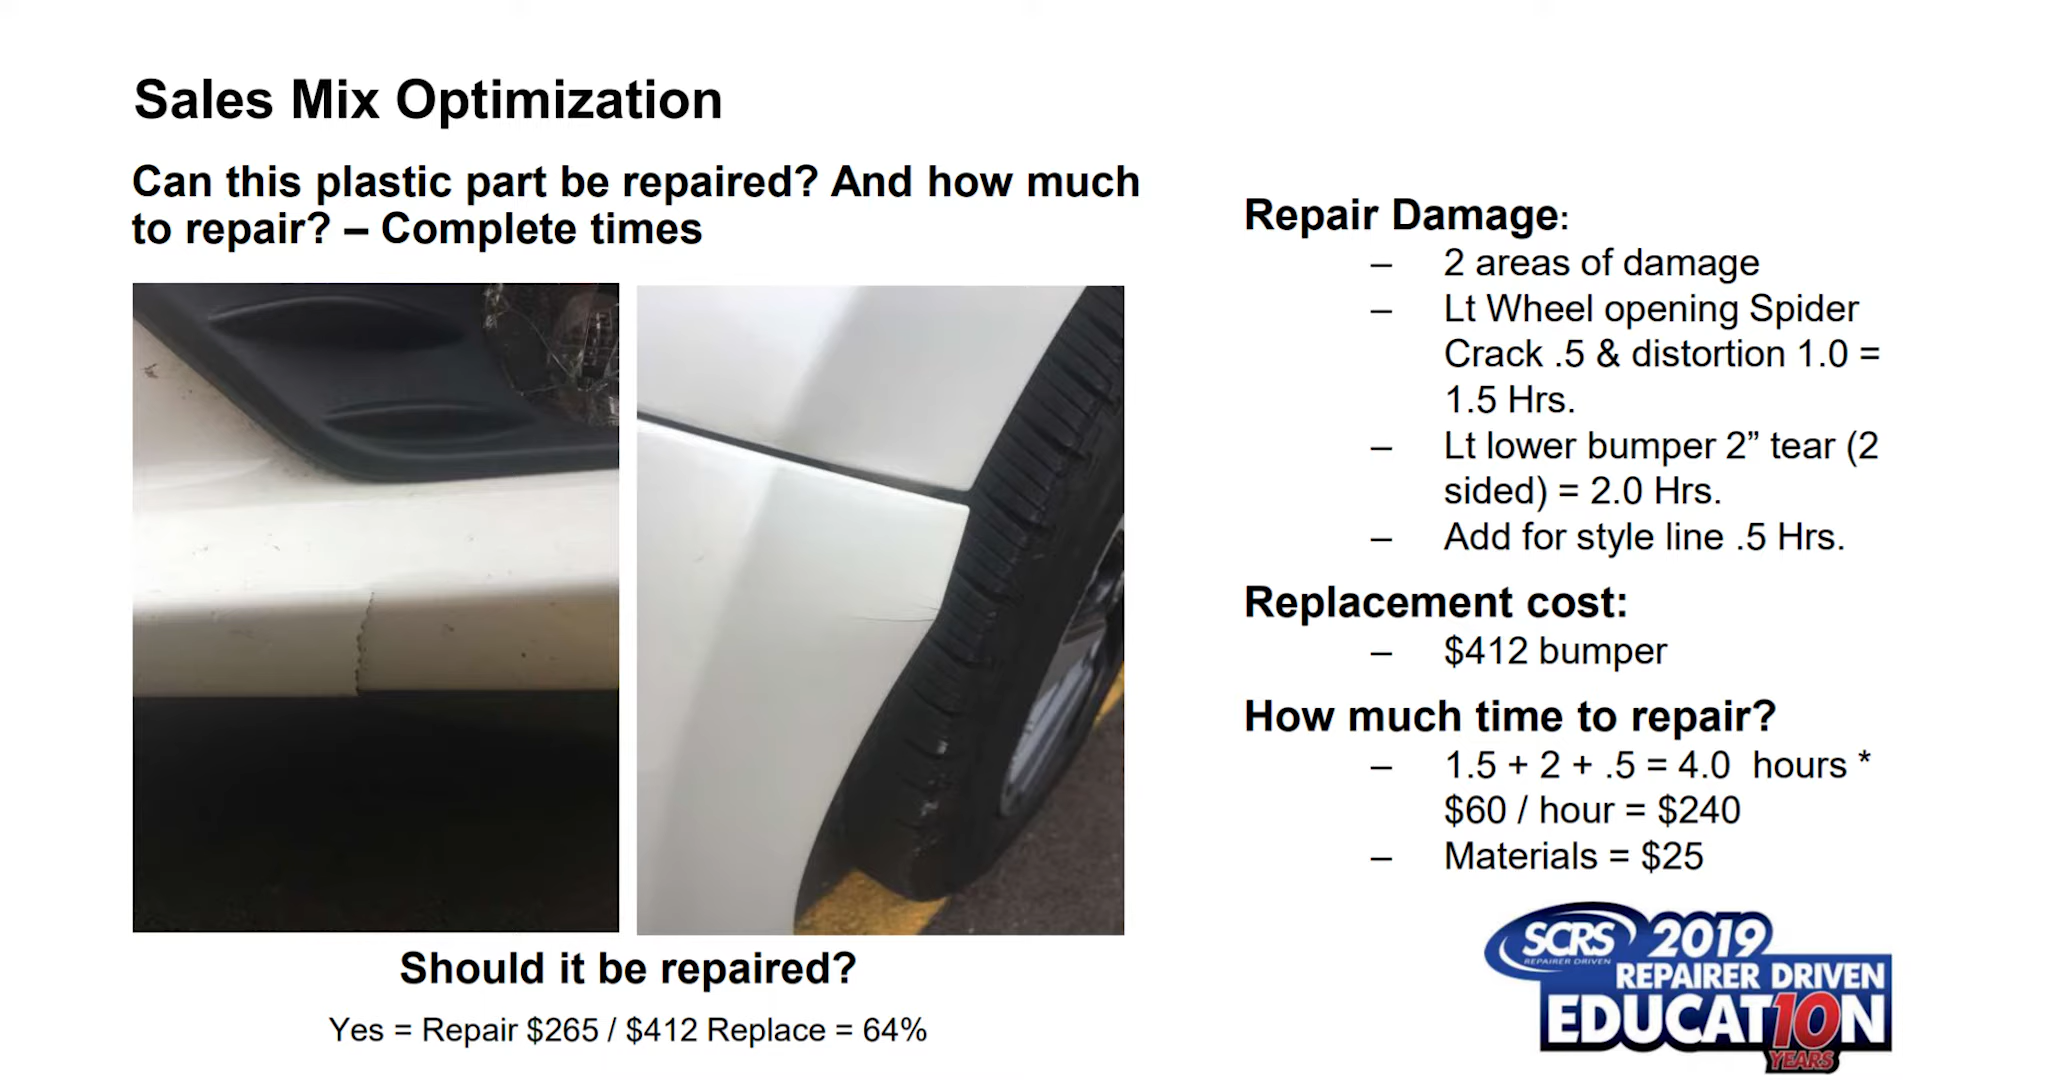 Sales Mix Optimization
Can this plastic part be repaired? And how much
to repair? – Complete times
Should it be repaired?
Yes = Repair $265 / $412 Replace = 64%
Repair Damage:
– 2 areas of damage
– Lt Wheel opening Spider
Crack .5 & distortion 1.0 =
1.5 Hrs.
– Lt lower bumper 2” tear (2
sided) = 2.0 Hrs.
– Add for style line .5 Hrs.
Replacement cost:
– $412 bumper
How much time to repair?
– 1.5 + 2 + .5 = 4.0 hours *
$60 / hour = $240
– Materials = $25
SCRS
REPAIRER DRIVEN
2019
REPAIRER DRIVEN
EDUCAT10N
YEARS